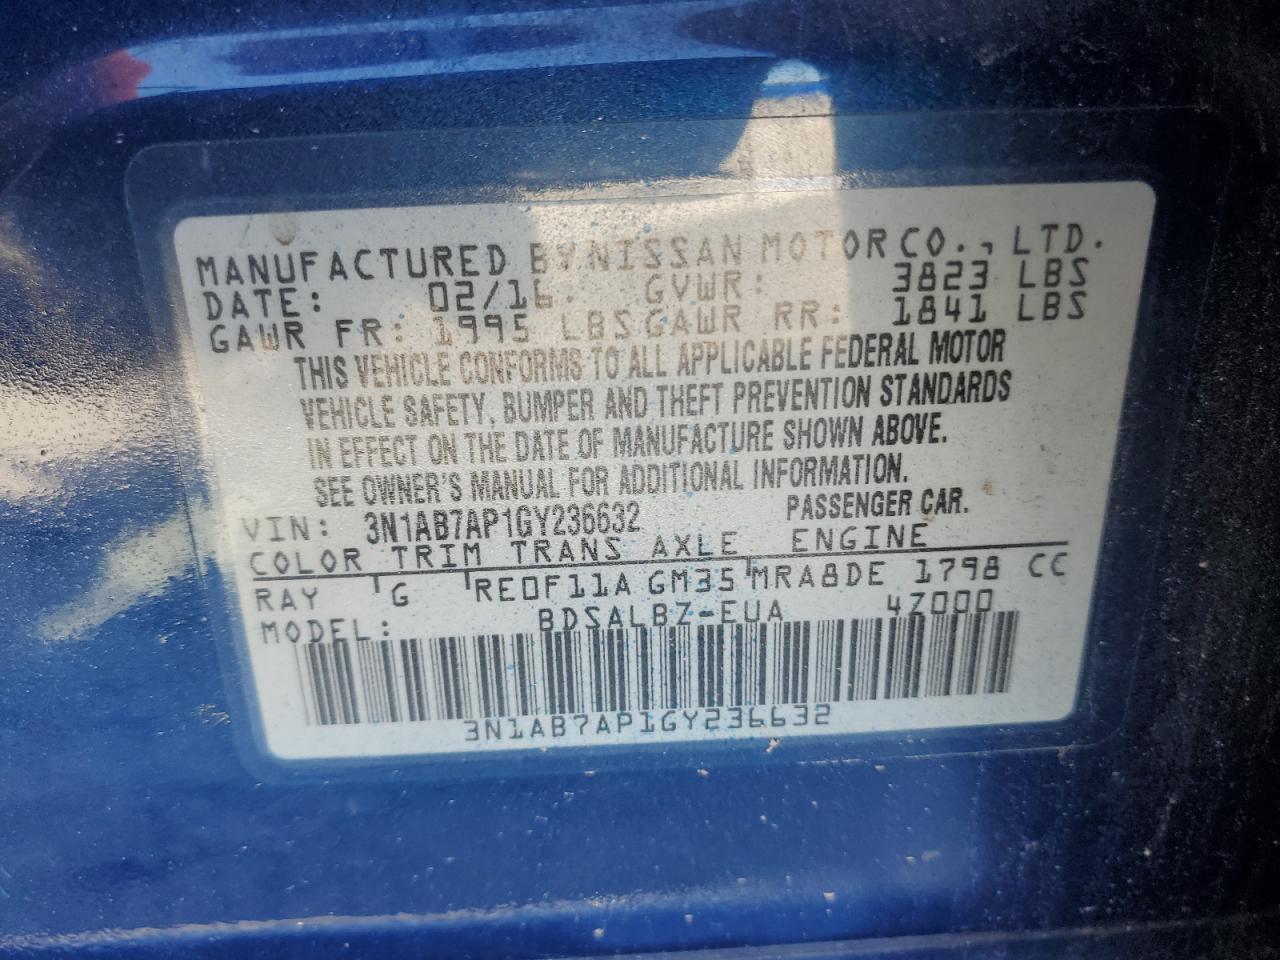 MANUFACTURED BY NISSAN MOTOR CO., LTD.
DATE: 02/16 GVWR: 3823 LBS
GAWR FR: 1995 LBS GAWR RR: 1841 LBS
THIS VEHICLE CONFORMS TO ALL APPLICABLE FEDERAL MOTOR
VEHICLE SAFETY, BUMPER AND THEFT PREVENTION STANDARDS
IN EFFECT ON THE DATE OF MANUFACTURE SHOWN ABOVE.
SEE OWNER'S MANUAL FOR ADDITIONAL INFORMATION.
VIN: 3N1AB7AP1GY236632 PASSENGER CAR.
COLOR TRIM TRANS AXLE ENGINE
RAY G RE0F11A GM35 MRA8DE 1798 CC
MODEL: BDSALBZ-EUA 4Z000
3N1AB7AP1GY236632